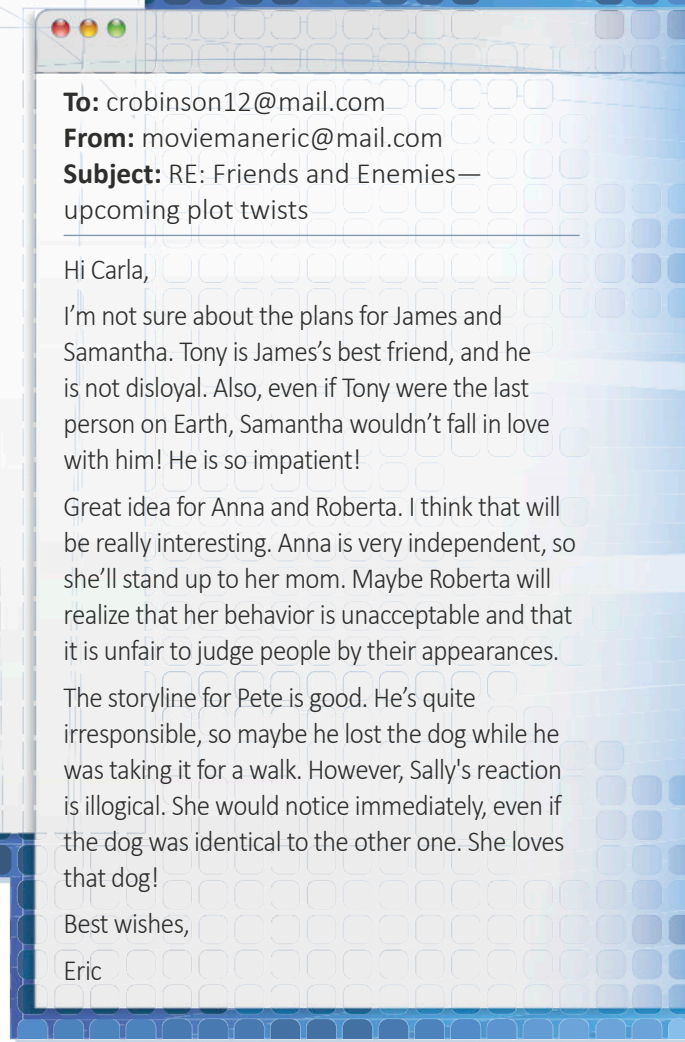 To: crobinson12@mail.com
From: moviemaneric@mail.com
Subject: RE: Friends and Enemies—
upcoming plot twists
Hi Carla,
I’m not sure about the plans for James and
Samantha. Tony is James’s best friend, and he
is not disloyal. Also, even if Tony were the last
person on Earth, Samantha wouldn’t fall in love
with him! He is so impatient!
Great idea for Anna and Roberta. I think that will
be really interesting. Anna is very independent, so
she’ll stand up to her mom. Maybe Roberta will
realize that her behavior is unacceptable and that
it is unfair to judge people by their appearances.
The storyline for Pete is good. He’s quite
irresponsible, so maybe he lost the dog while he
was taking it for a walk. However, Sally's reaction
is illogical. She would notice immediately, even if
the dog was identical to the other one. She loves
that dog!
Best wishes,
Eric